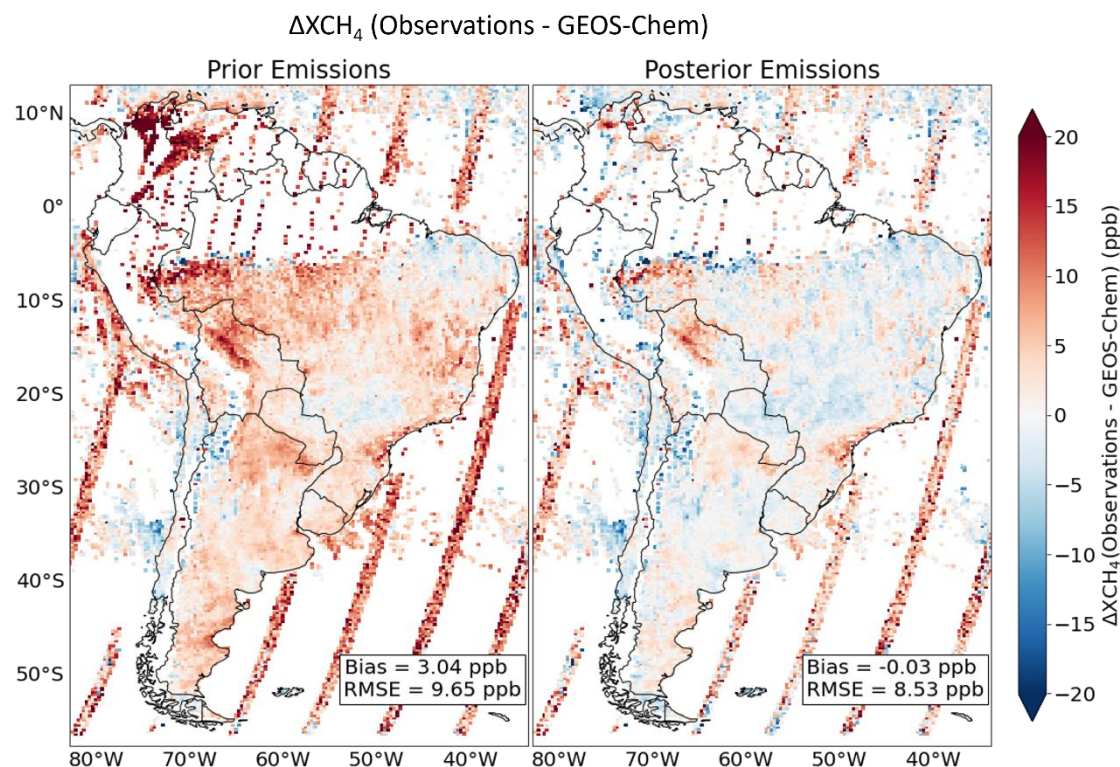 ΔXCH₄ (Observations - GEOS-Chem)
Prior Emissions
Posterior Emissions
10°N
0°
10°S
20°S
30°S
40°S
50°S
Bias = 3.04 ppb
RMSE = 9.65 ppb
Bias = -0.03 ppb
RMSE = 8.53 ppb
80°W 70°W 60°W 50°W 40°W
80°W 70°W 60°W 50°W 40°W
20
15
10
5
0
−5
−10
−15
−20
ΔXCH₄(Observations - GEOS-Chem) (ppb)